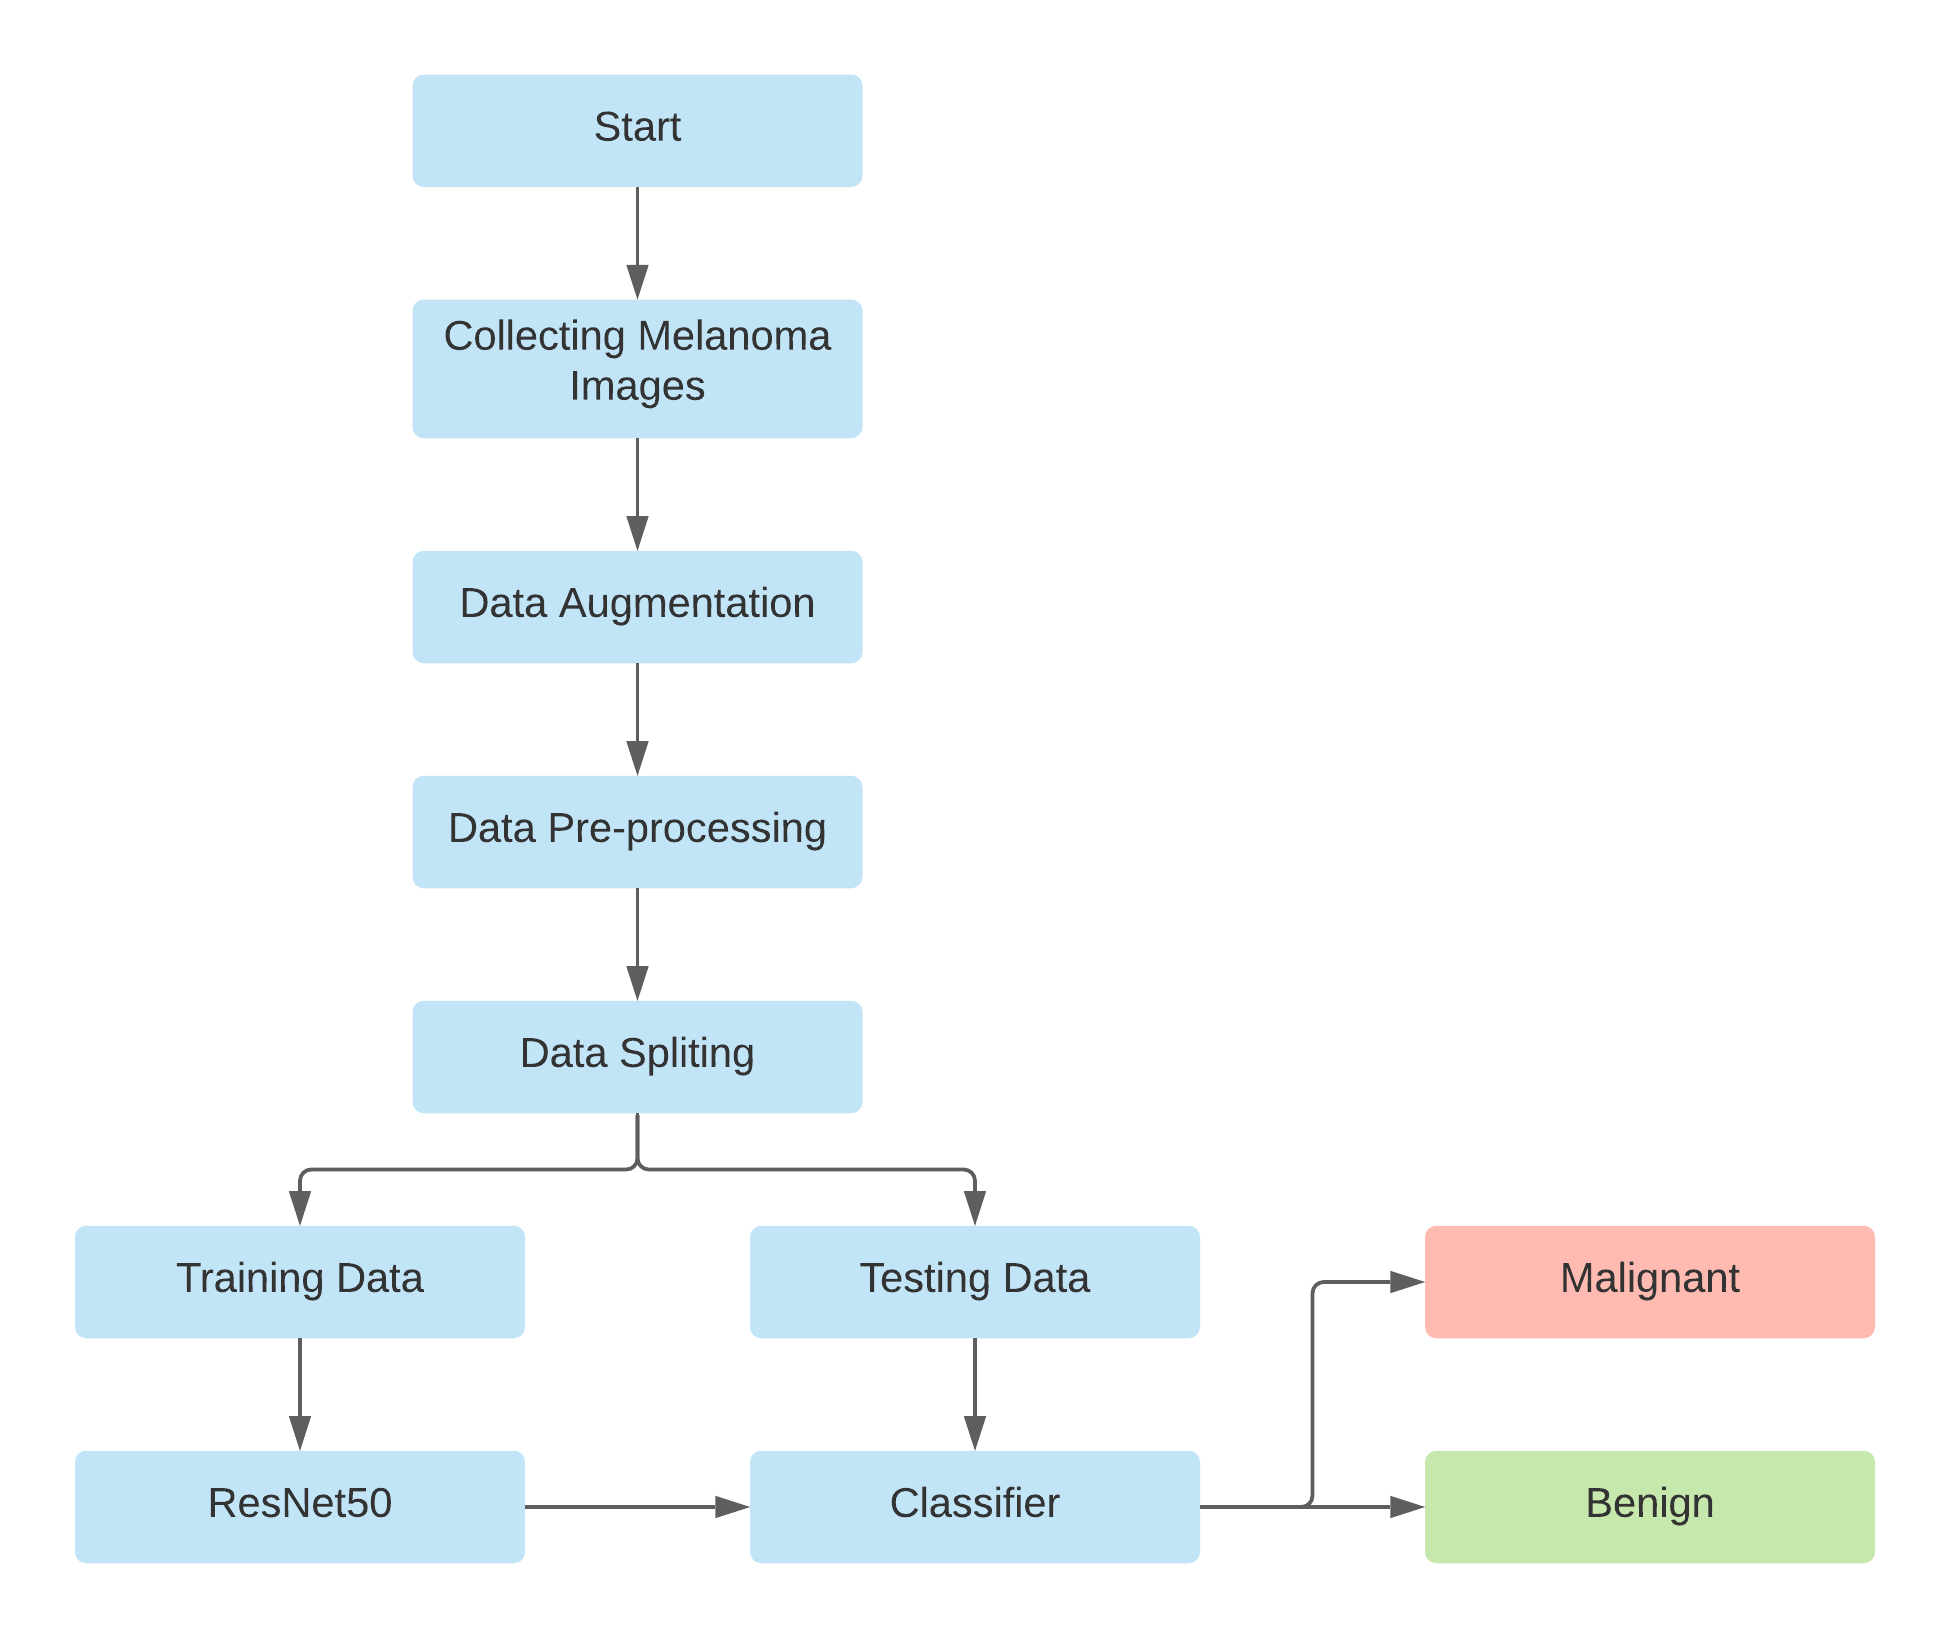 Start
Collecting Melanoma
Images
Data Augmentation
Data Pre-processing
Data Spliting
Training Data
Testing Data
Malignant
ResNet50
Classifier
Benign